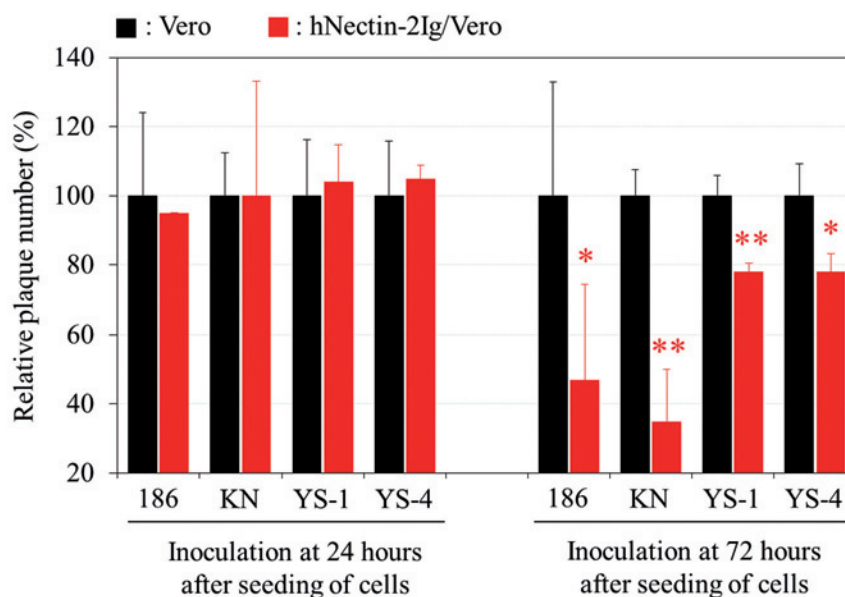 : Vero : hNectin-2Ig/Vero
Relative plaque number (%)
140
120
100
80
60
40
20
* ** ** *
186 KN YS-1 YS-4 186 KN YS-1 YS-4
Inoculation at 24 hours
after seeding of cells
Inoculation at 72 hours
after seeding of cells